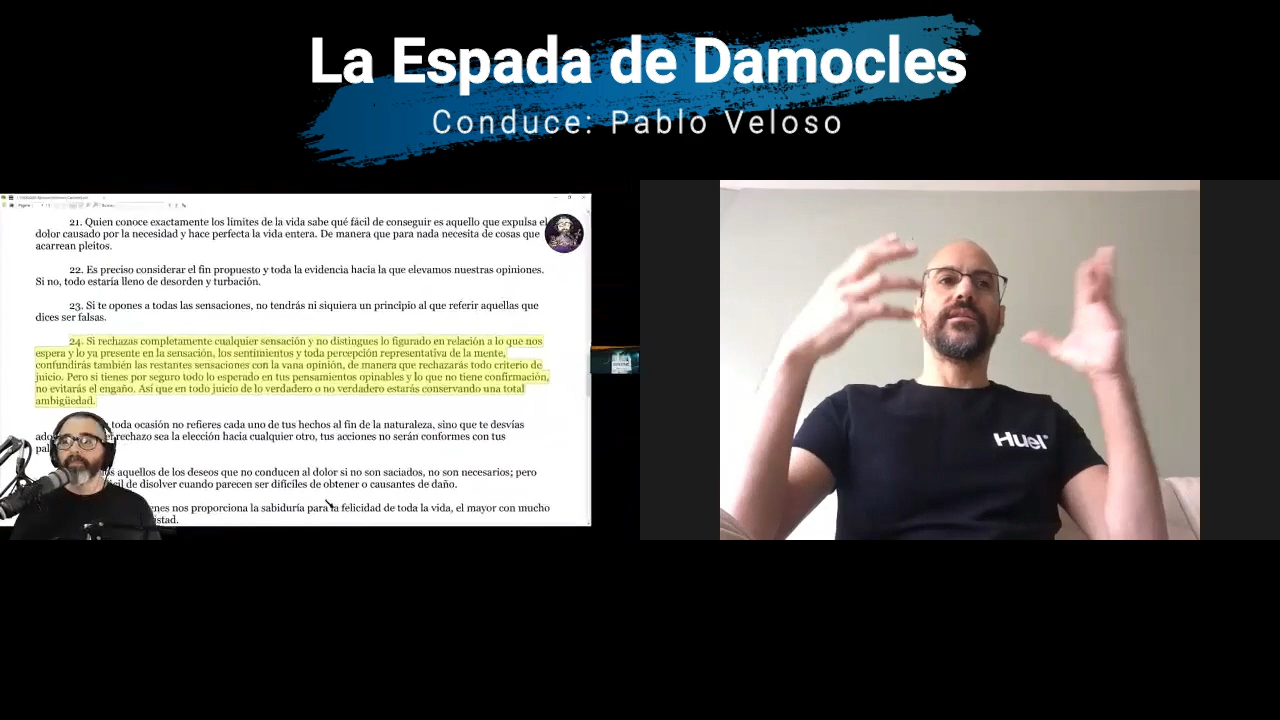 La Espada de Damocles
Conduce: Pablo Veloso
21. Quien conoce exactamente los límites de la vida sabe qué fácil de conseguir es aquello que expulsa el
dolor causado por la necesidad y hace perfecta la vida entera. De manera que para nada necesita de cosas que
acarrean pleitos.
22. Es preciso considerar el fin propuesto y toda la evidencia hacia la que elevamos nuestras opiniones.
Si no, todo estaría lleno de desorden y turbación.
23. Si te opones a todas las sensaciones, no tendrás ni siquiera un principio al que referir aquellas que
dices ser falsas.
24. Si rechazas completamente cualquier sensación y no distingues lo figurado en relación a lo que nos
espera y lo ya presente en la sensación, los sentimientos y toda percepción representativa de la mente,
confundirás también las restantes sensaciones con la vana opinión, de manera que rechazarás todo criterio de
juicio. Pero si tienes por seguro todo lo esperado en tus pensamientos opinables y lo que no tiene confirmación,
no evitarás el engaño. Así que en todo juicio de lo verdadero o no verdadero estarás conservando una total
ambigüedad.
toda ocasión no refieres cada uno de tus hechos al fin de la naturaleza, sino que te desvías
rechazo sea la elección hacia cualquier otro, tus acciones no serán conformes con tus
aquellos de los deseos que no conducen al dolor si no son saciados, no son necesarios; pero
de disolver cuando parecen ser difíciles de obtener o causantes de daño.
nos proporciona la sabiduría para la felicidad de toda la vida, el mayor con mucho
Huel